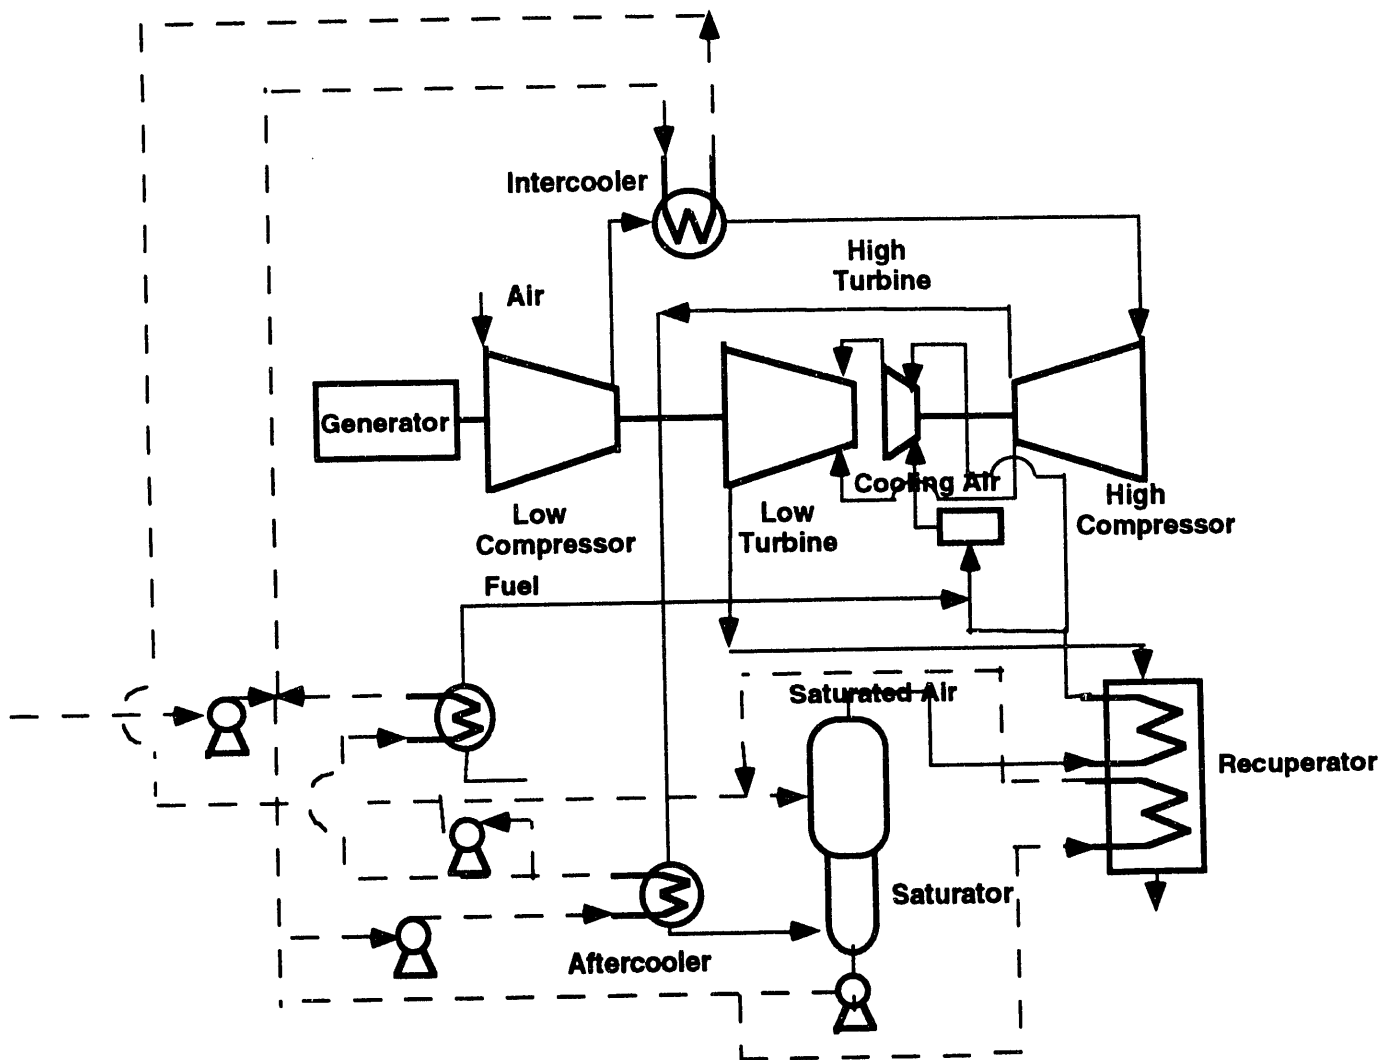 Intercooler
High
Turbine
Air
Generator
Cooling Air
Low
Compressor
Low
Turbine
High
Compressor
Fuel
Saturated Air
Recuperator
Saturator
Aftercooler